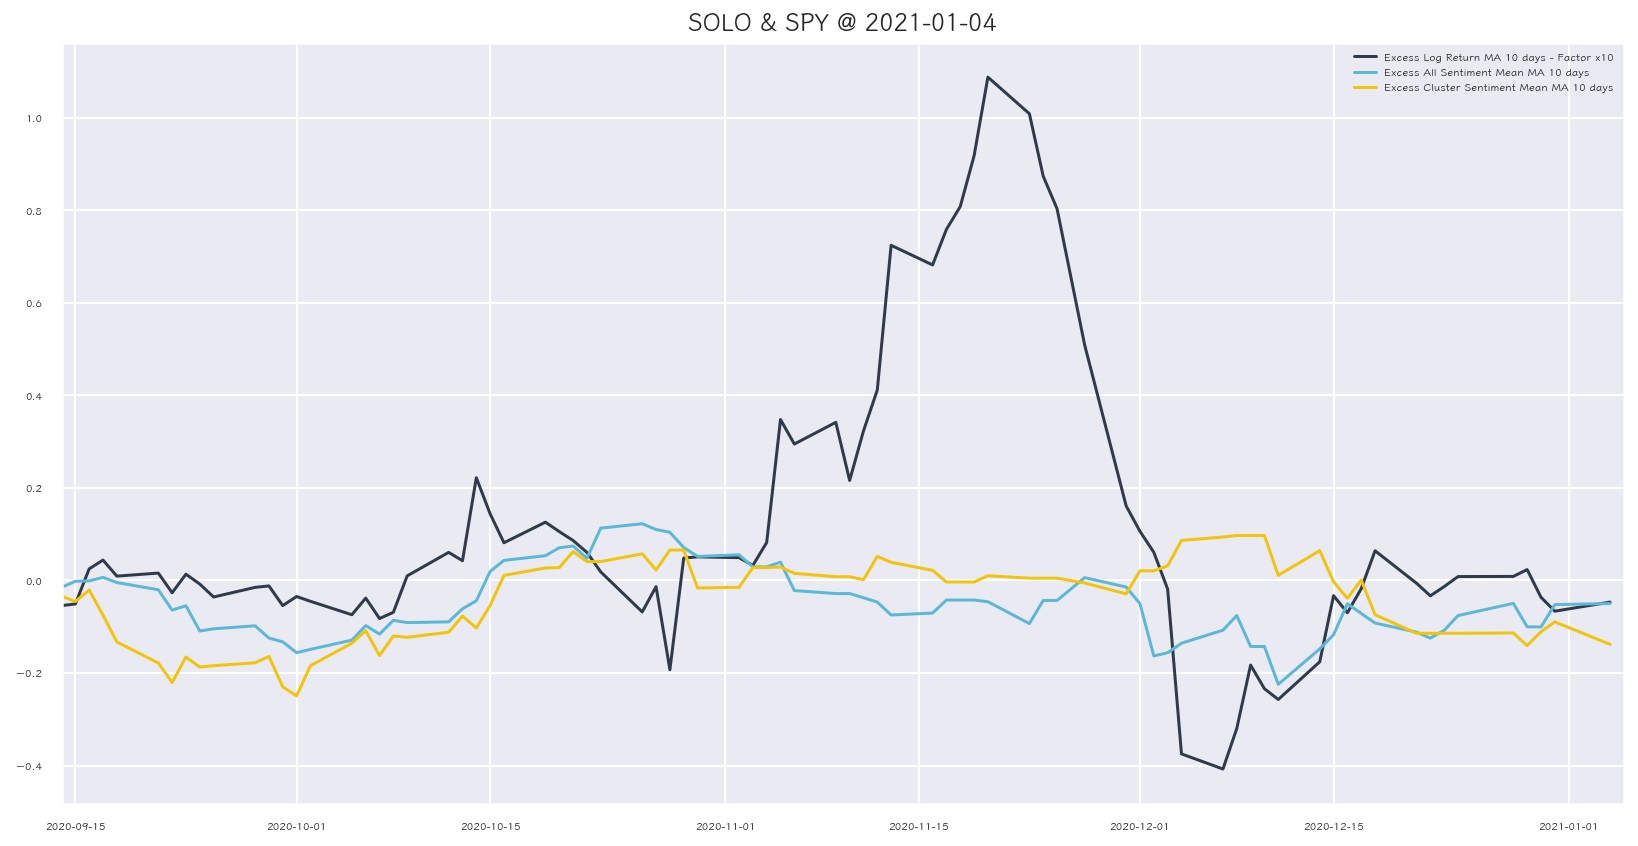 SOLO & SPY @ 2021-01-04
Excess Log Return MA 10 days - Factor x10
Excess All Sentiment Mean MA 10 days
Excess Cluster Sentiment Mean MA 10 days
1.0
0.8
0.6
0.4
0.2
0.0
−0.2
−0.4
2020-09-15 2020-10-01 2020-10-15 2020-11-01 2020-11-15 2020-12-01 2020-12-15 2021-01-01